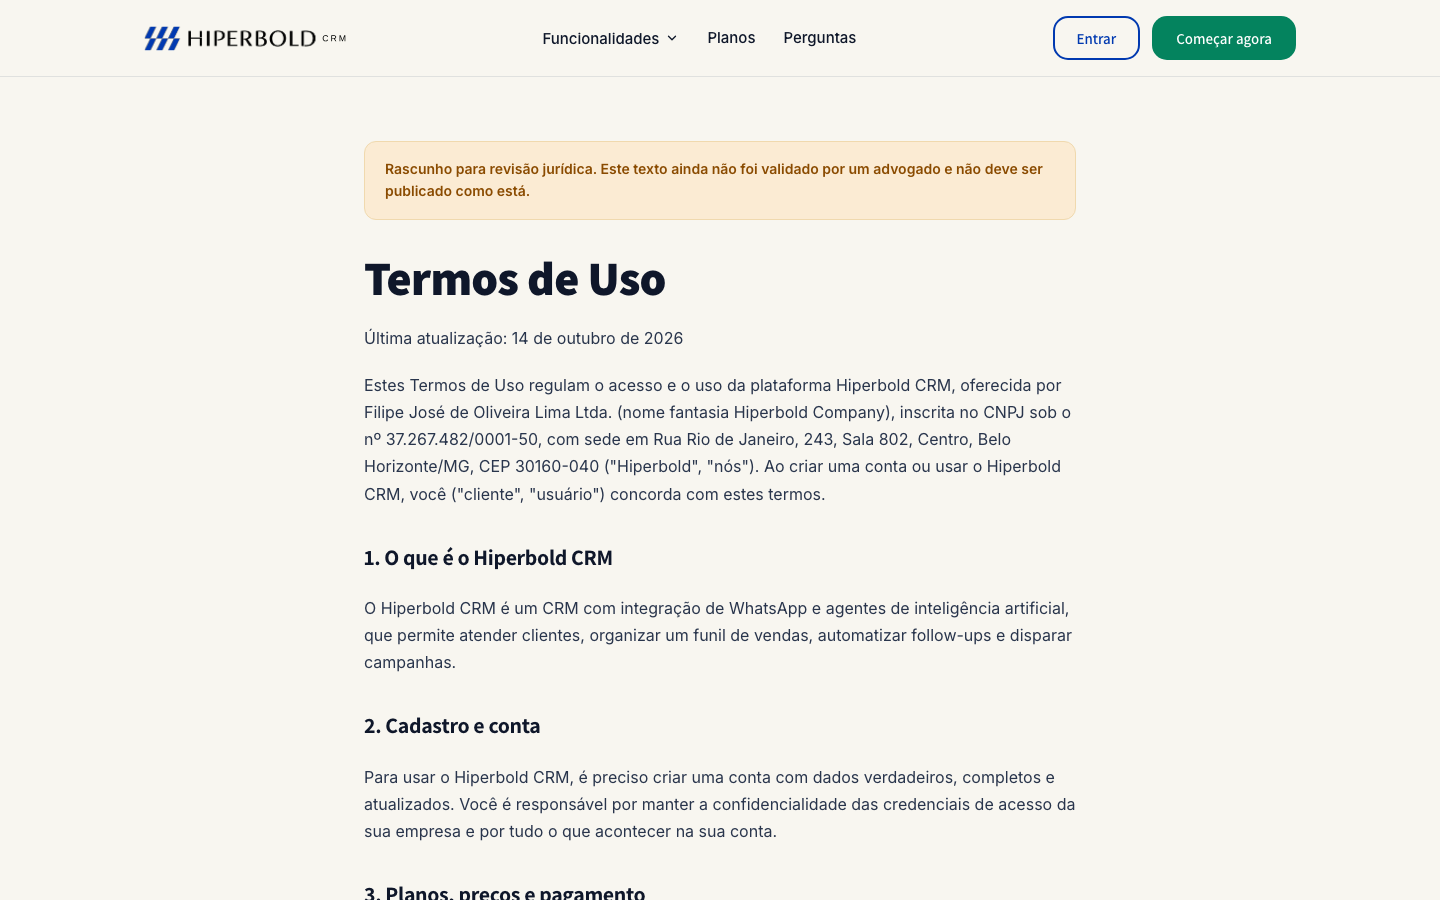 HIPERBOLD CRM
Funcionalidades
Planos
Perguntas
Entrar
Começar agora
Rascunho para revisão jurídica. Este texto ainda não foi validado por um advogado e não deve ser
publicado como está.
Termos de Uso
Última atualização: 14 de outubro de 2026
Estes Termos de Uso regulam o acesso e o uso da plataforma Hiperbold CRM, oferecida por
Filipe José de Oliveira Lima Ltda. (nome fantasia Hiperbold Company), inscrita no CNPJ sob o
nº 37.267.482/0001-50, com sede em Rua Rio de Janeiro, 243, Sala 802, Centro, Belo
Horizonte/MG, CEP 30160-040 ("Hiperbold", "nós"). Ao criar uma conta ou usar o Hiperbold
CRM, você ("cliente", "usuário") concorda com estes termos.
1. O que é o Hiperbold CRM
O Hiperbold CRM é um CRM com integração de WhatsApp e agentes de inteligência artificial,
que permite atender clientes, organizar um funil de vendas, automatizar follow-ups e disparar
campanhas.
2. Cadastro e conta
Para usar o Hiperbold CRM, é preciso criar uma conta com dados verdadeiros, completos e
atualizados. Você é responsável por manter a confidencialidade das credenciais de acesso da
sua empresa e por tudo o que acontecer na sua conta.
3. Planos, preços e pagamento